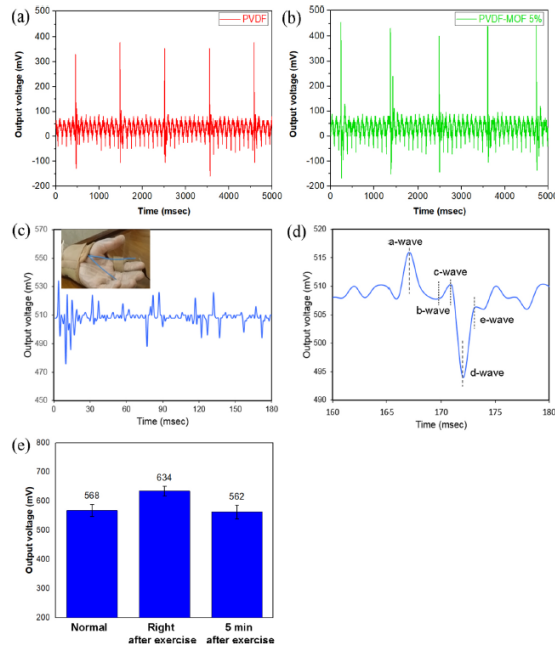 (a)
PVDF
Output voltage (mV)
500
400
300
200
100
0
-100
-200
0 1000 2000 3000 4000 5000
Time (msec)
(b)
PVDF-MOF 5%
Output voltage (mV)
500
400
300
200
100
0
-100
-200
0 1000 2000 3000 4000 5000
Time (msec)
(c)
Output voltage (mV)
570
550
530
510
490
470
450
0 30 60 90 120 150 180
Time (msec)
(d)
Output voltage (mV)
520
515
510
505
500
495
490
a-wave
c-wave
b-wave
e-wave
d-wave
160 165 170 175 180
Time (msec)
(e)
Output voltage (mV)
800
700
600
500
400
300
200
568
634
562
Normal
Right
after exercise
5 min
after exercise